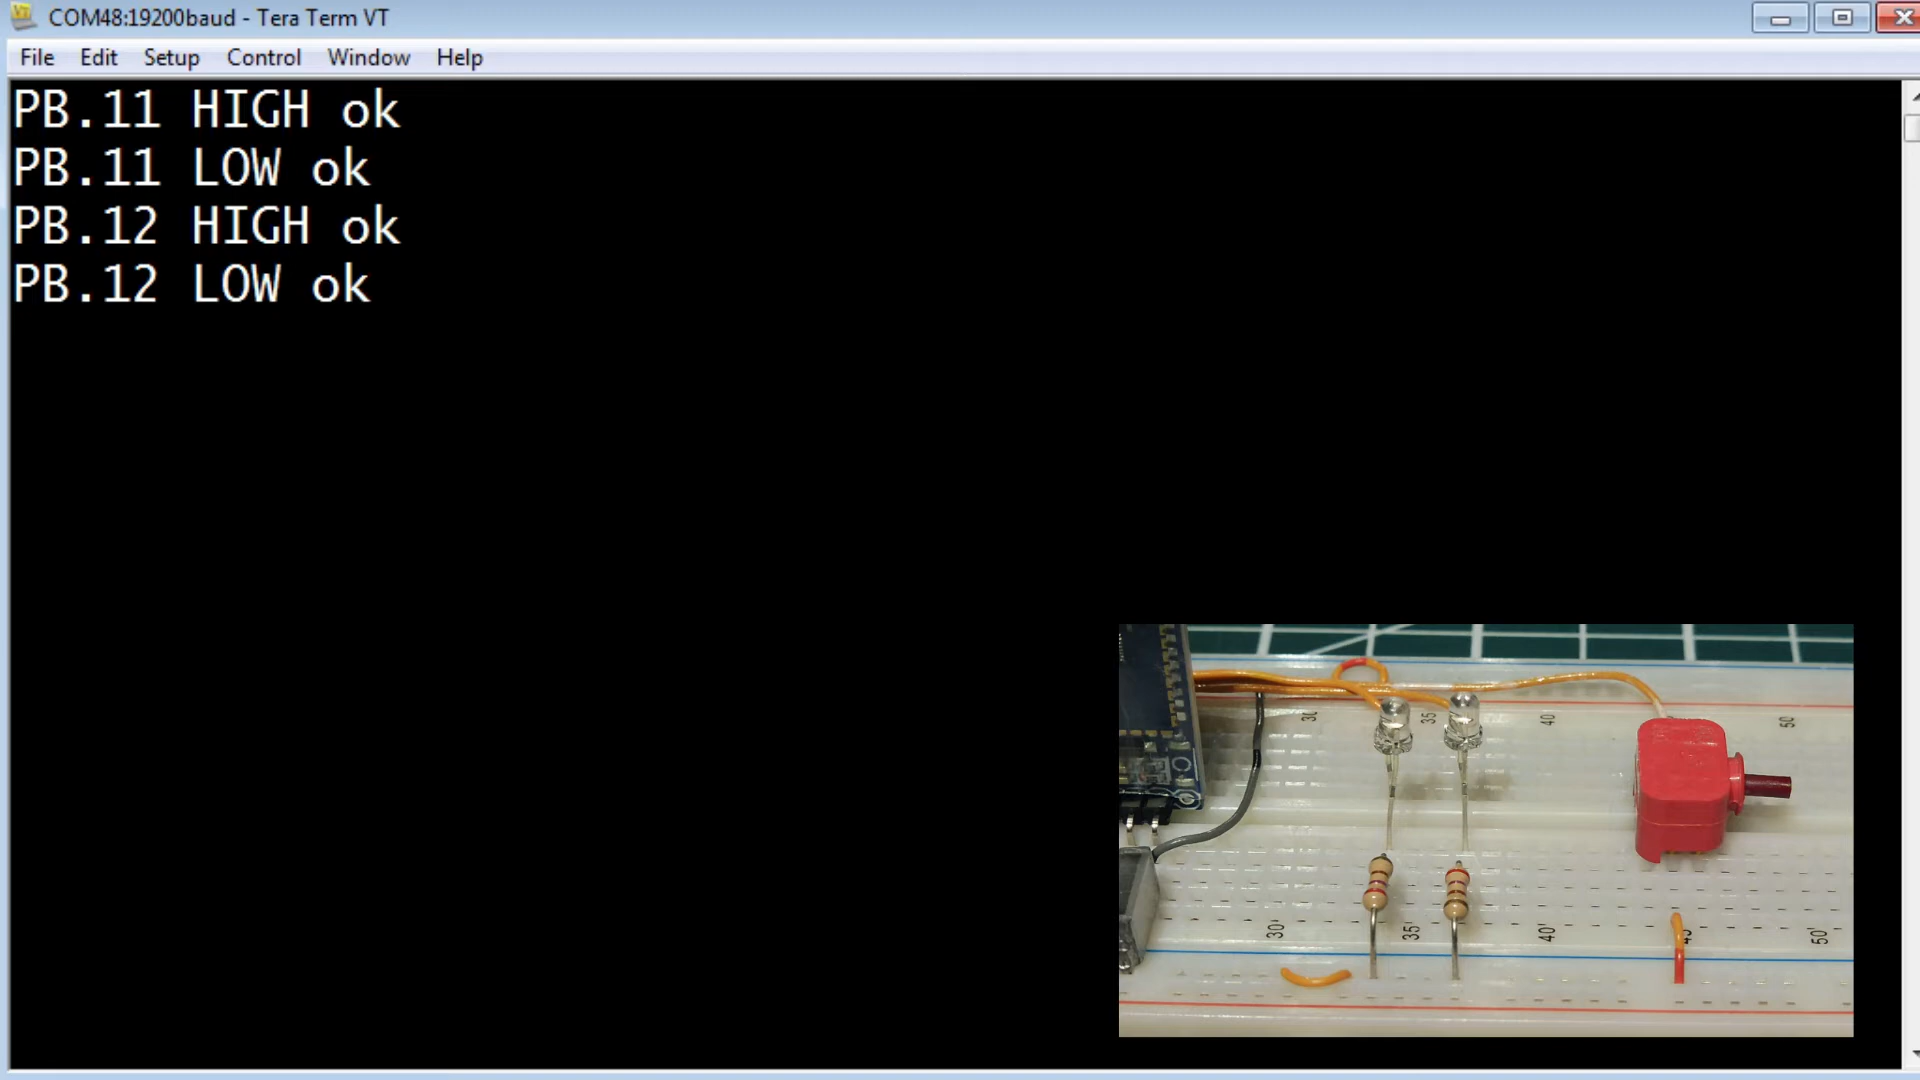 COM48:19200baud - Tera Term VT
File Edit Setup Control Window Help
PB.11 HIGH ok
PB.11 LOW ok
PB.12 HIGH ok
PB.12 LOW ok
35
40
50
C
30
35
40
45
50